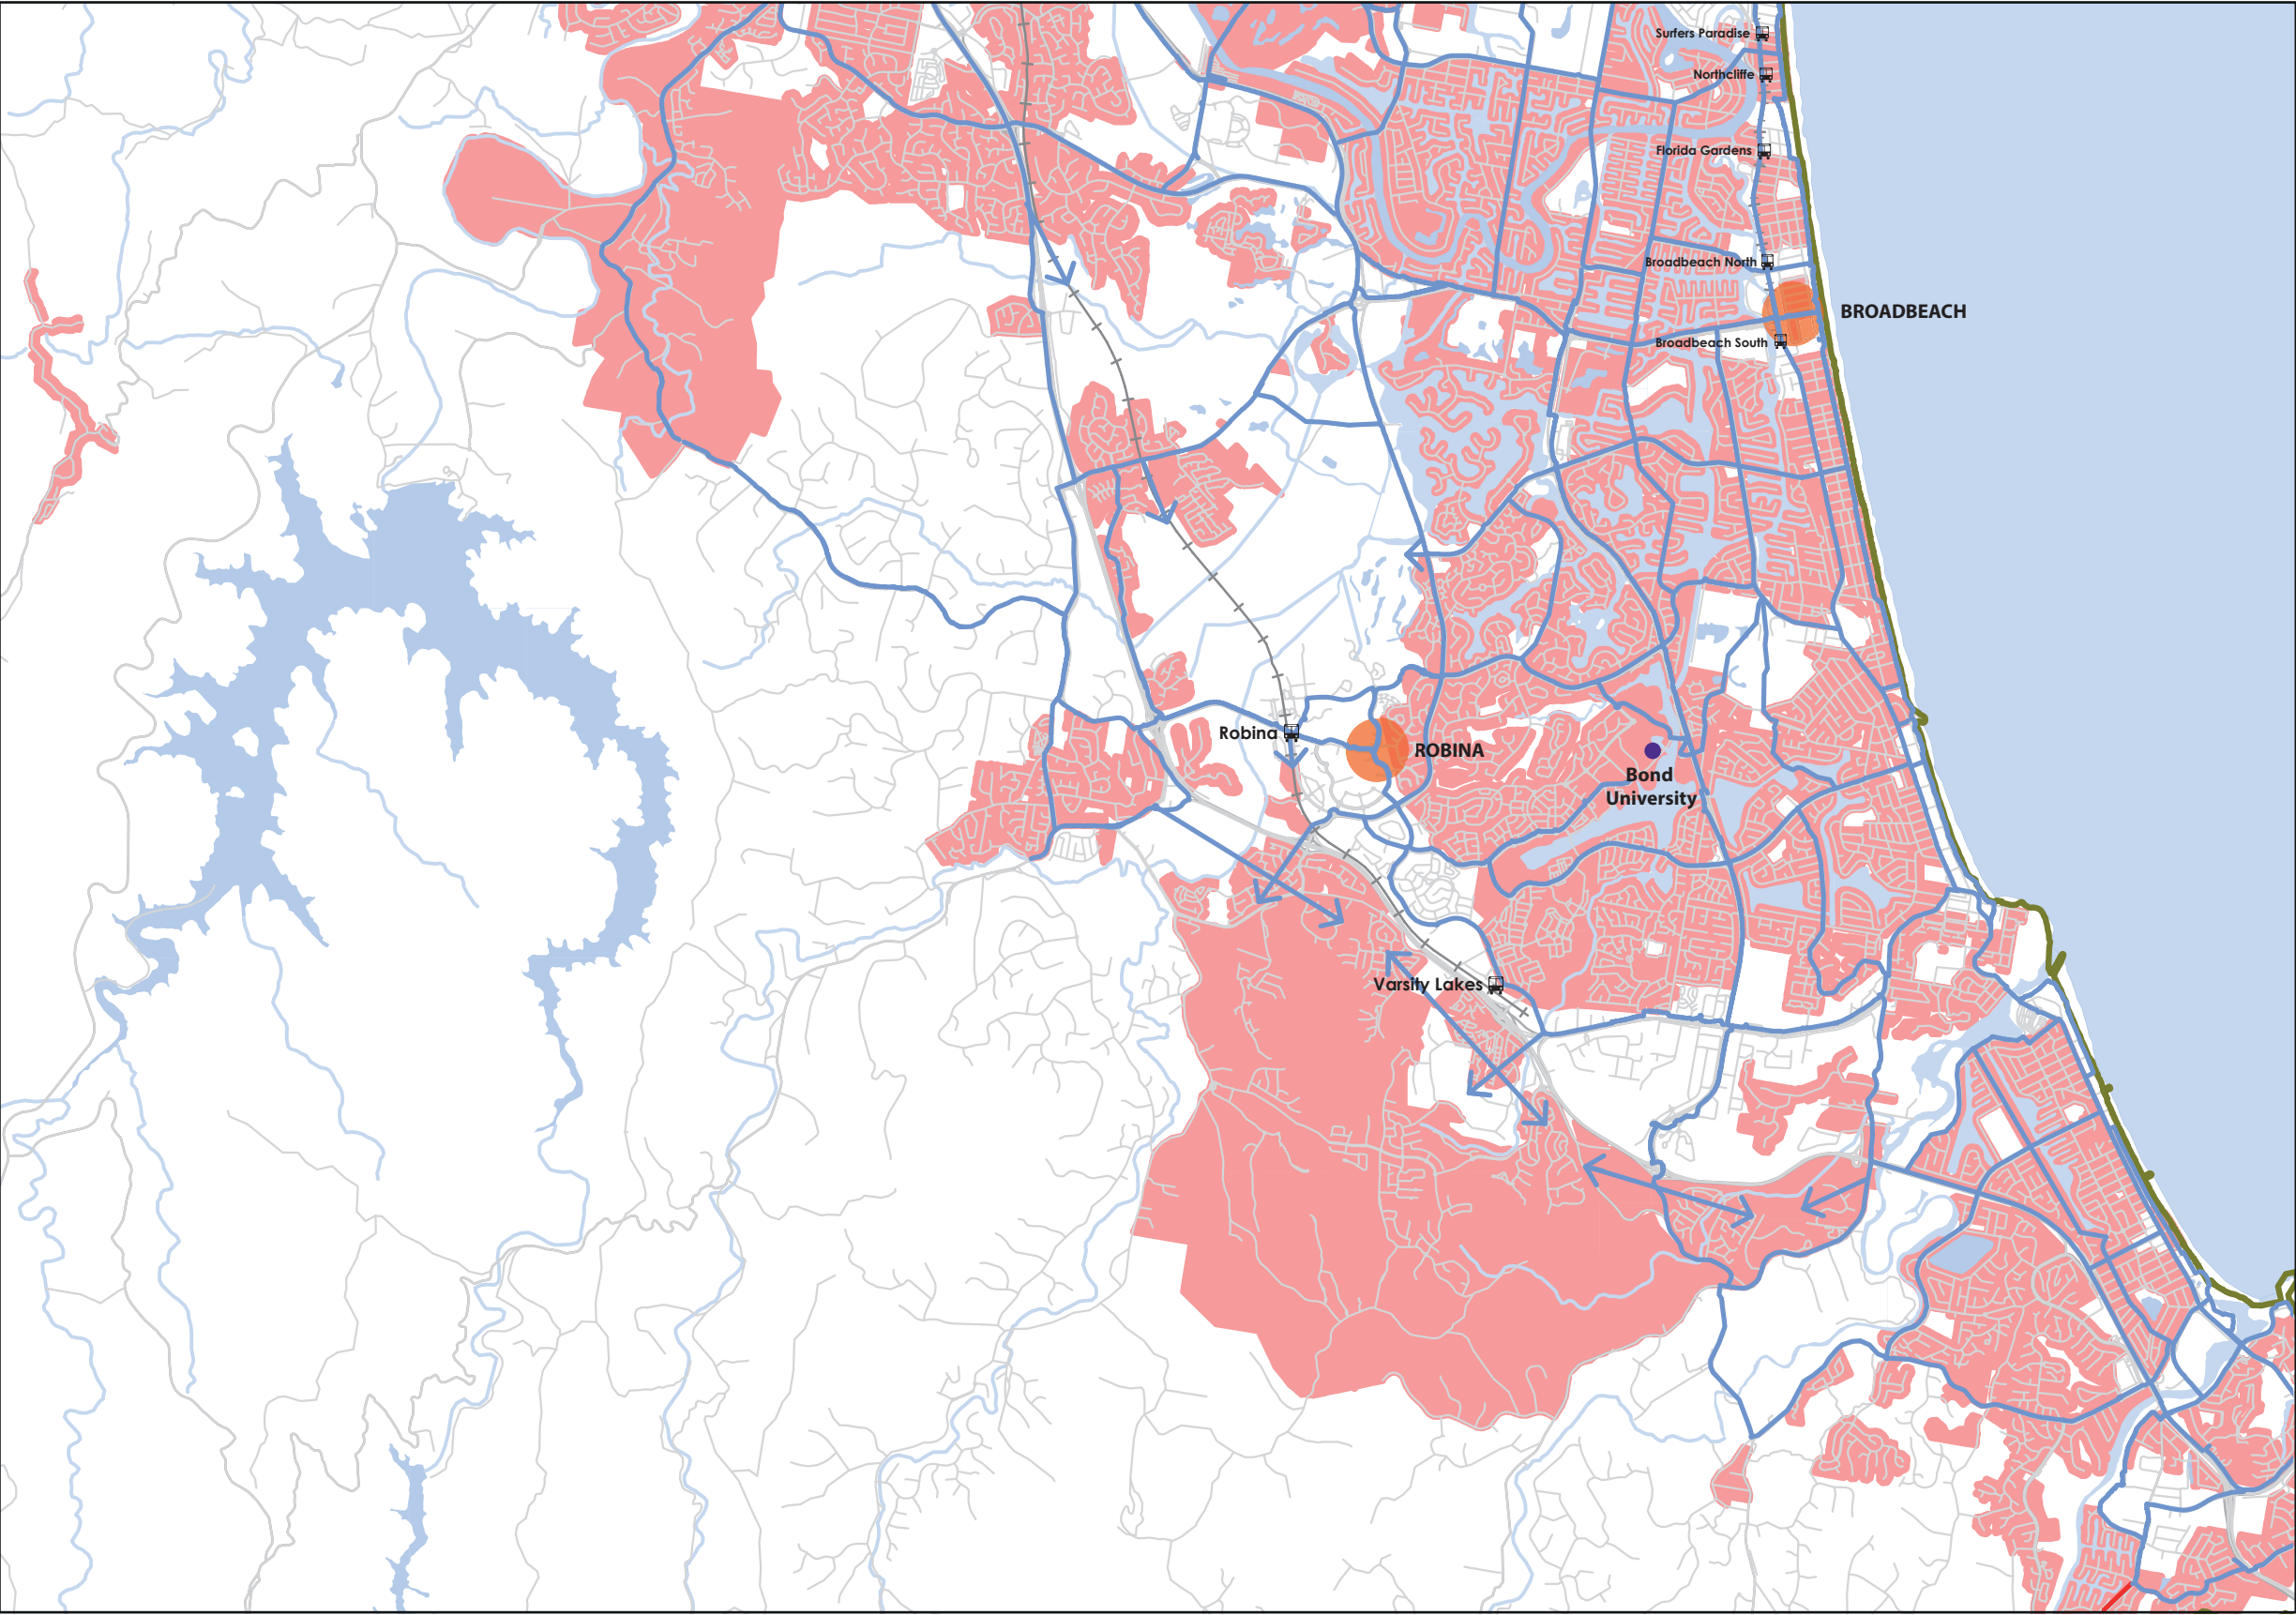 Surfers Paradise
Northcliffe
Florida Gardens
Broadbeach North
BROADBEACH
Broadbeach South
Robina
ROBINA
Bond
University
Varsity Lakes